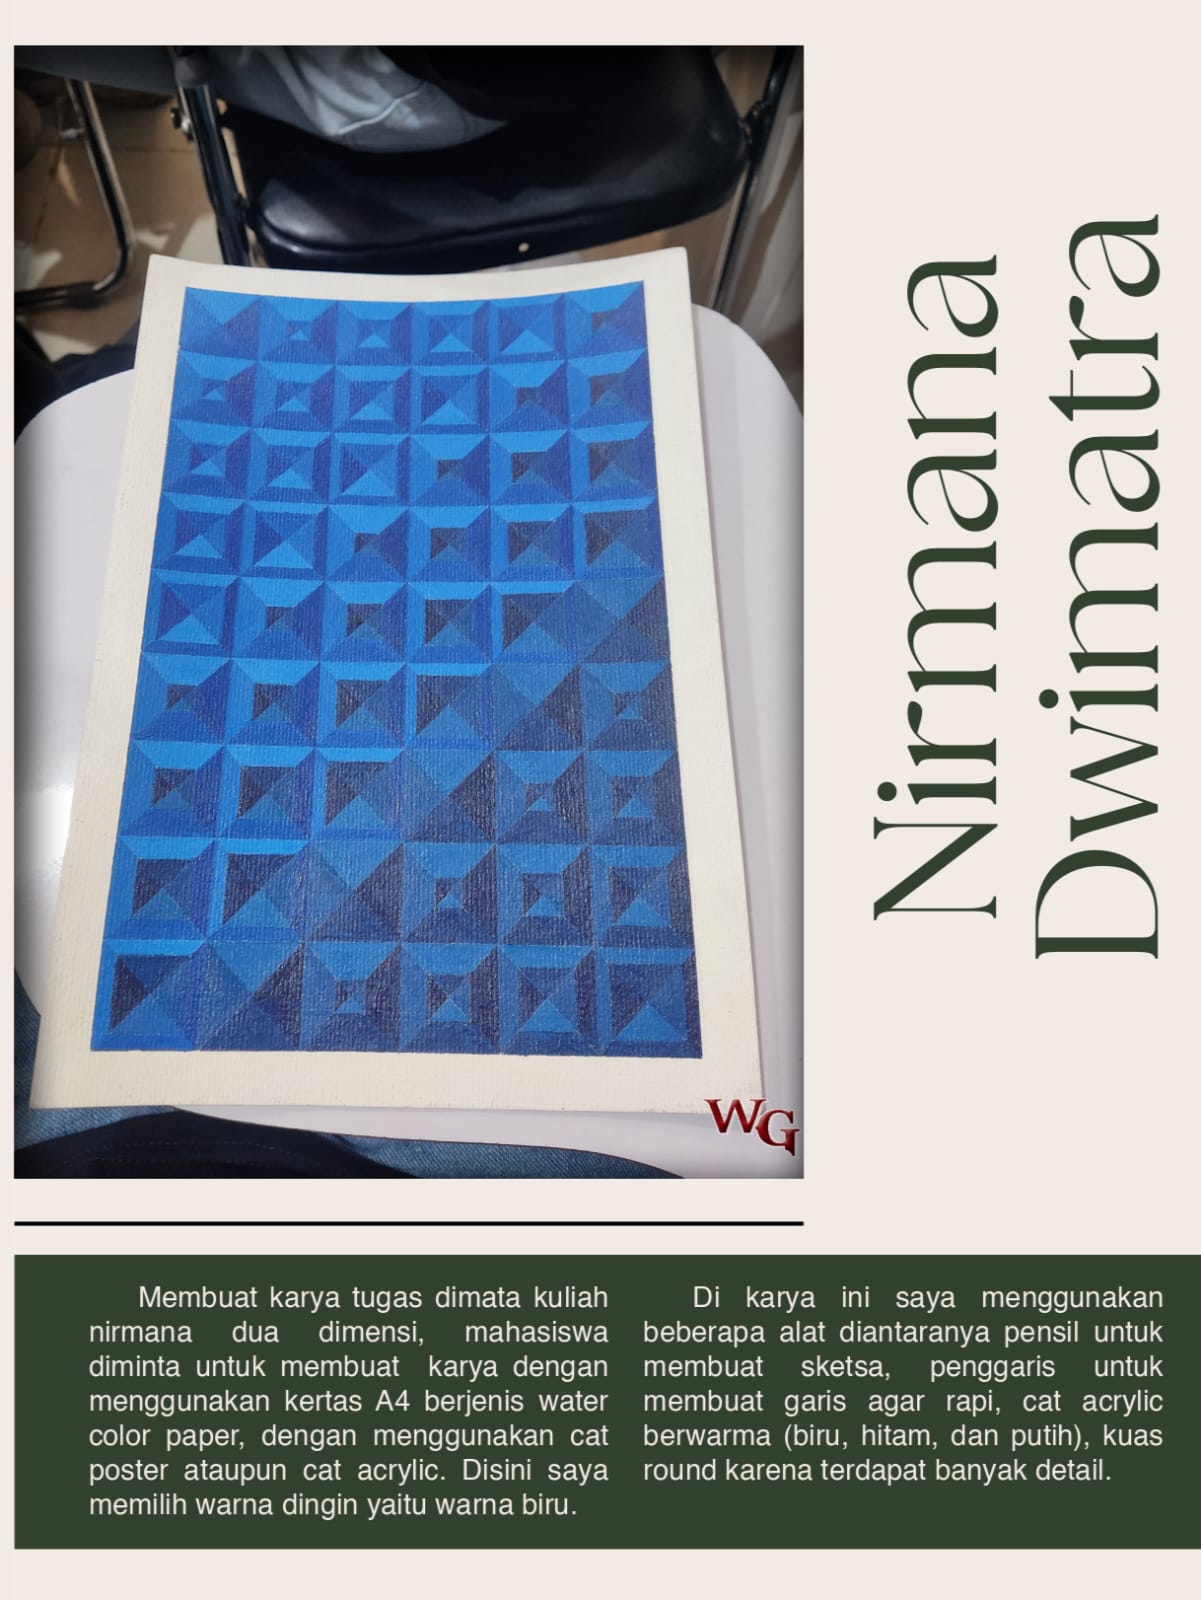 Nirmana
Dwimatra
WG
Membuat karya tugas dimata kuliah
nirmana dua dimensi, mahasiswa
diminta untuk membuat karya dengan
menggunakan kertas A4 berjenis water
color paper, dengan menggunakan cat
poster ataupun cat acrylic. Disini saya
memilih warna dingin yaitu warna biru.
Di karya ini saya menggunakan
beberapa alat diantaranya pensil untuk
membuat sketsa, penggaris untuk
membuat garis agar rapi, cat acrylic
berwarma (biru, hitam, dan putih), kuas
round karena terdapat banyak detail.